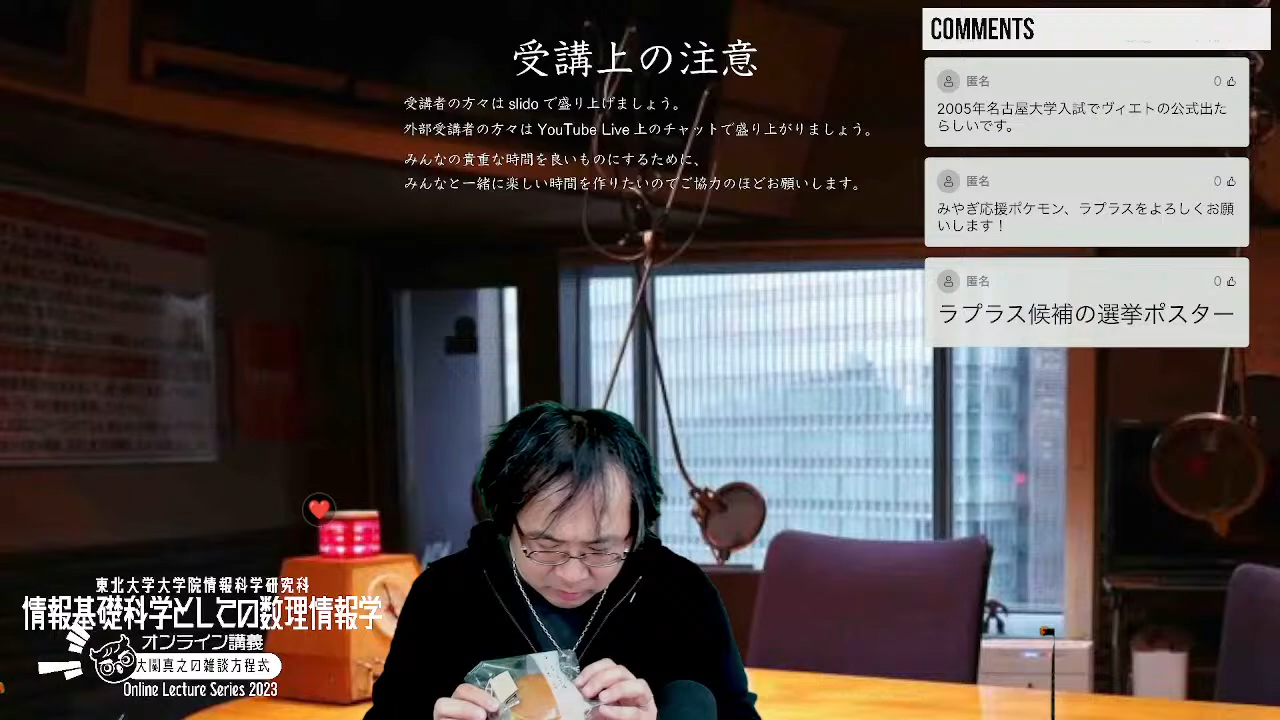 受講上の注意
受講者の方々は slido で盛り上げましょう。
外部受講者の方々は YouTube Live 上のチャットで盛り上がりましょう。
みんなの貴重な時間を良いものにするために、
みんなと一緒に楽しい時間を作りたいのでご協力のほどお願いします。
COMMENTS
匿名
0
2005年名古屋大学入試でヴィエトの公式出た
らしいです。
匿名
0
みやぎ応援ポケモン、ラプラスをよろしくお願
いします！
匿名
0
ラプラス候補の選挙ポスター
東北大学大学院情報科学研究科
情報基礎科学としての数理情報学
オンライン講義
大関真之の雑談方程式
Online Lecture Series 2023